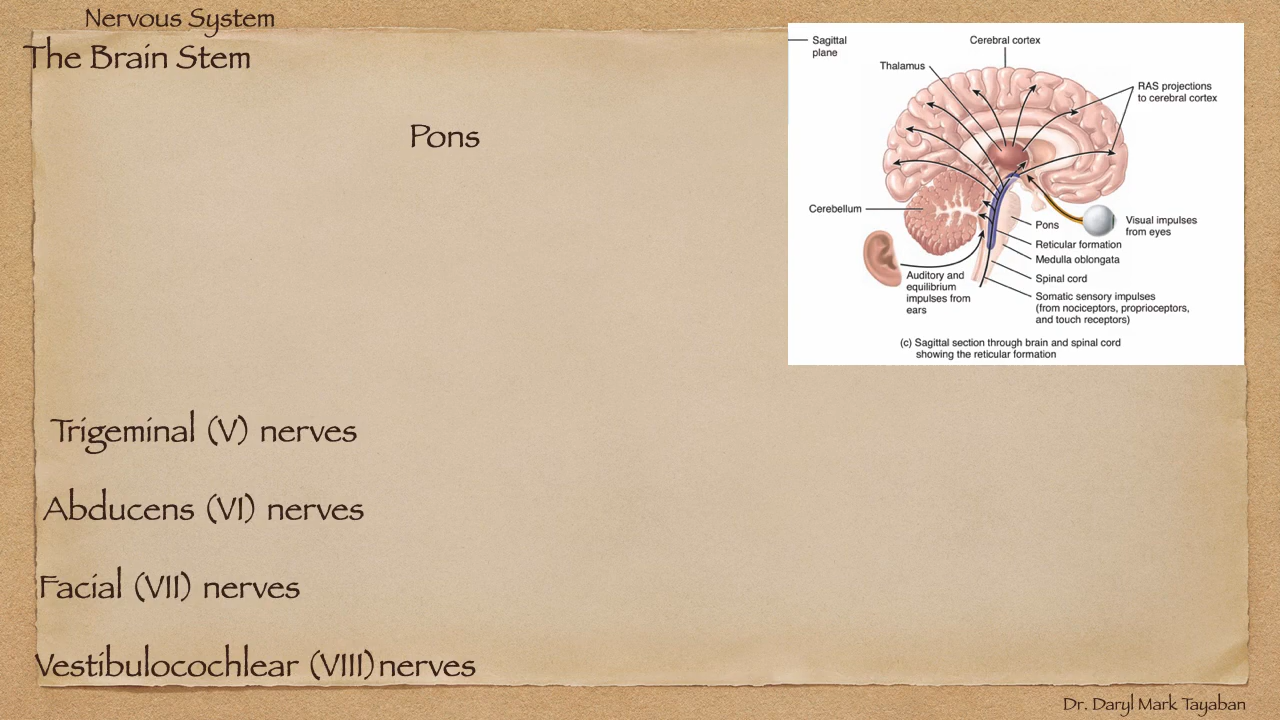 Nervous System
The Brain Stem
Pons
Sagittal
plane
Cerebral cortex
Thalamus
RAS projections
to cerebral cortex
Cerebellum
Pons
Visual impulses
from eyes
Reticular formation
Medulla oblongata
Auditory and
equilibrium
impulses from
ears
Spinal cord
Somatic sensory impulses
(from nociceptors, proprioceptors,
and touch receptors)
(c) Sagittal section through brain and spinal cord
showing the reticular formation
Trigeminal (V) nerves
Abducens (VI) nerves
Facial (VII) nerves
Vestibulocochlear (VIII) nerves
Dr. Daryl Mark Tayaban